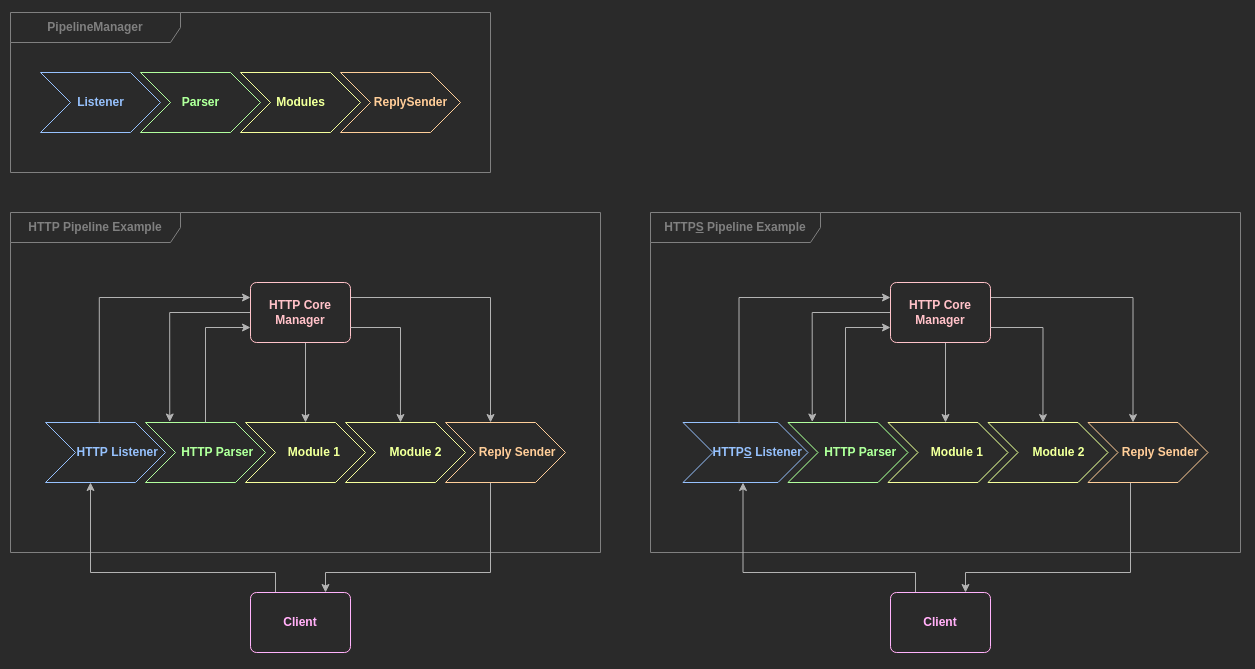 PipelineManager
Listener
Parser
Modules
ReplySender
HTTP Pipeline Example
HTTP Core
Manager
HTTP Listener
HTTP Parser
Module 1
Module 2
Reply Sender
Client
HTTPS Pipeline Example
HTTP Core
Manager
HTTPS Listener
HTTP Parser
Module 1
Module 2
Reply Sender
Client